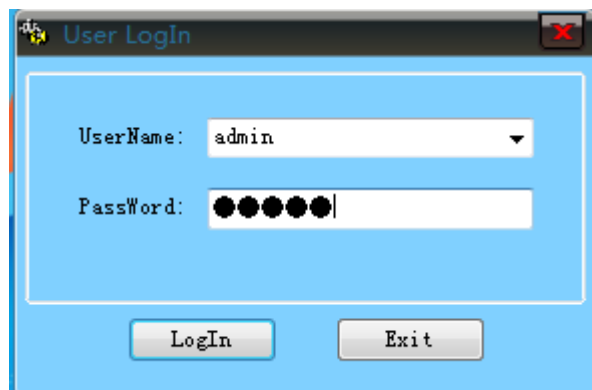 User LogIn
UserName: admin
PassWord: ●●●●●
LogIn Exit